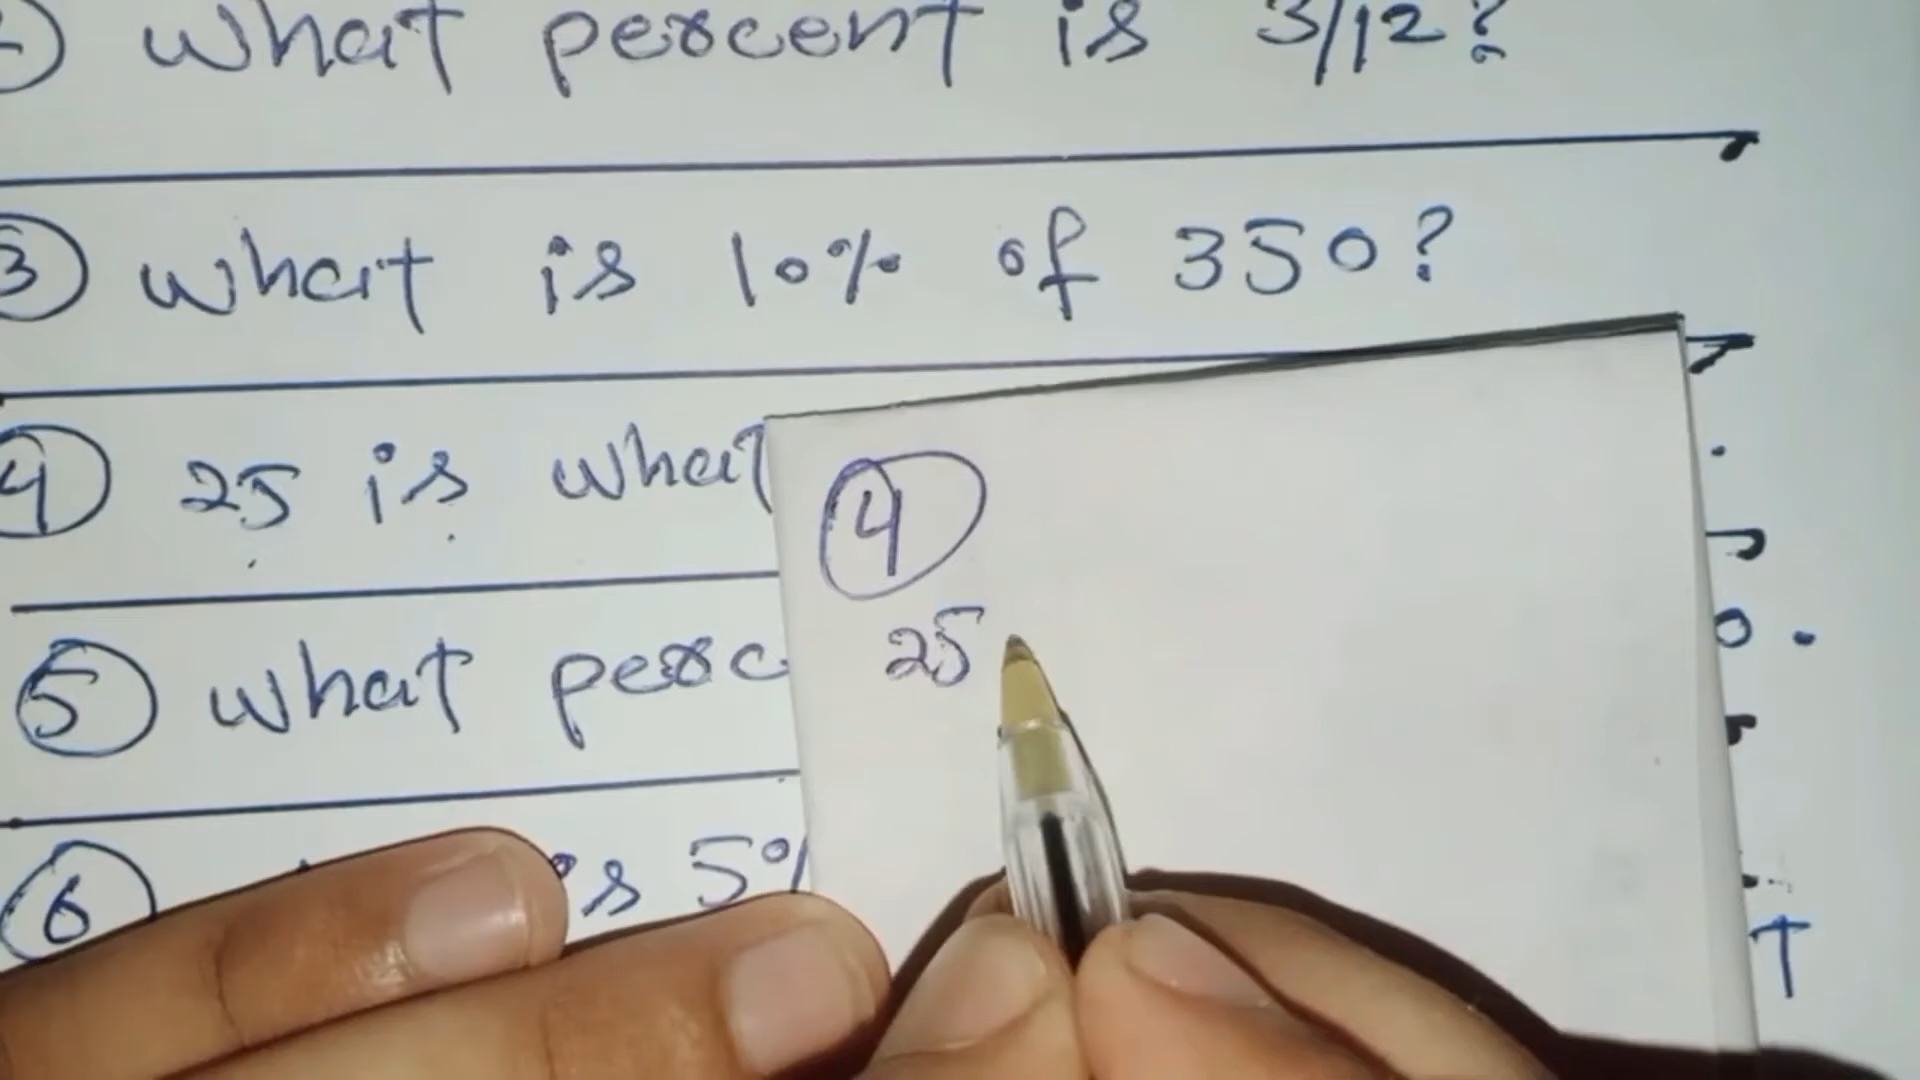 What percent is 3/12?
③ What is 10% of 350?
④ 25 is what
⑤ What perc
⑥ is 5%
④
25